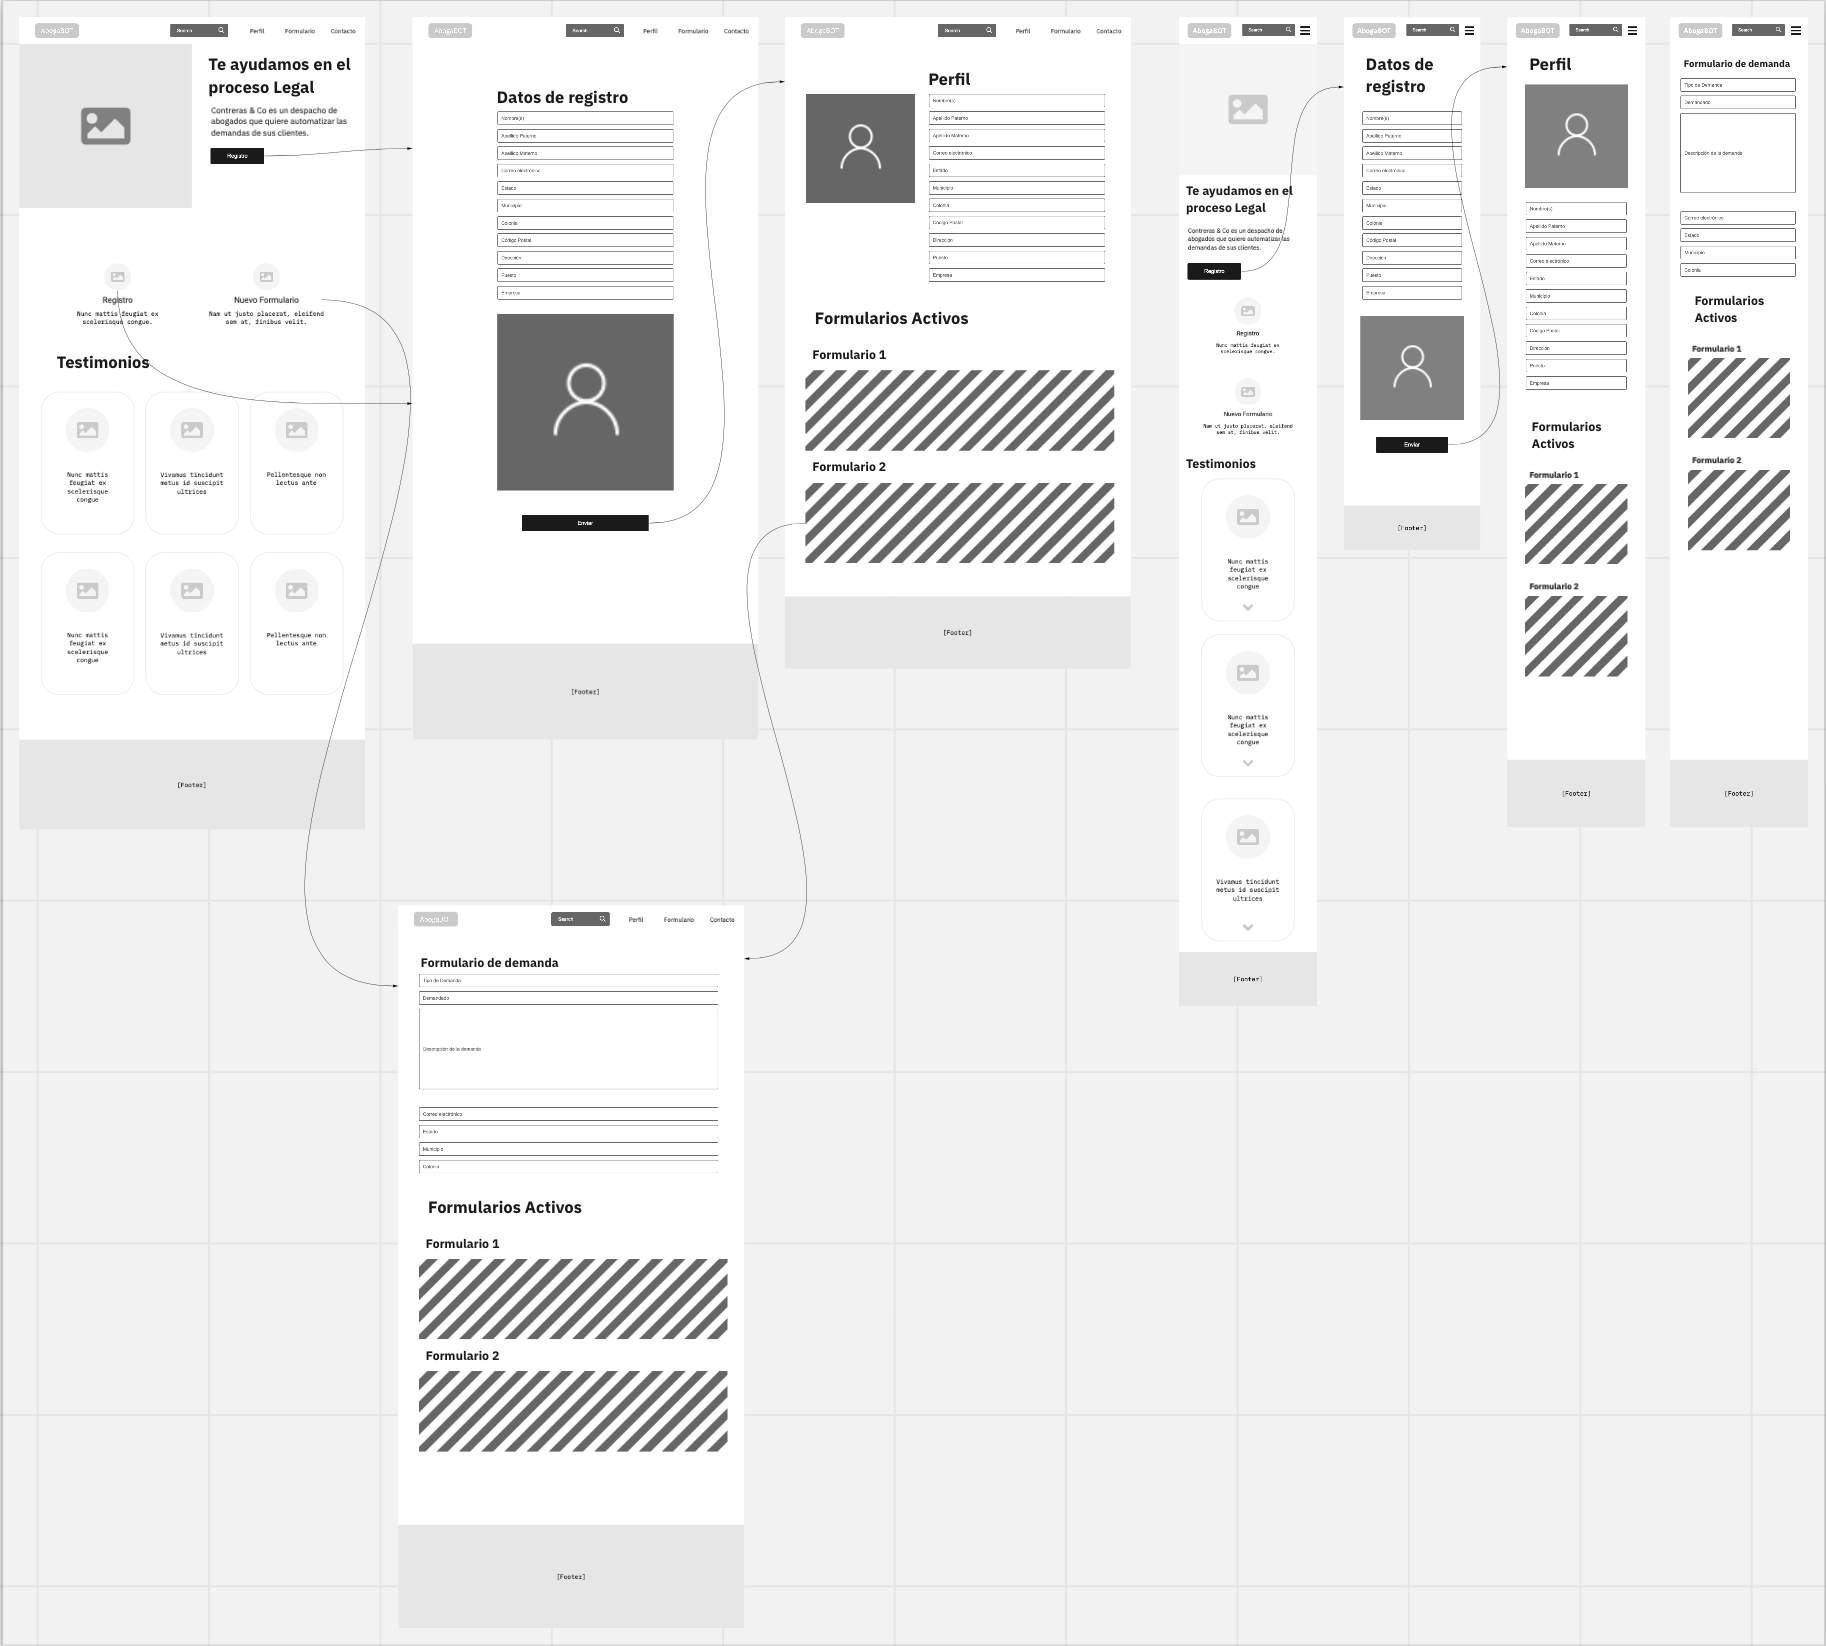 AbogaBOT
Search
Perfil
Formulario
Contacto
Te ayudamos en el
proceso Legal
Contreras & Co es un despacho de
abogados que quiere automatizar las
demandas de sus clientes.
Registro
Registro
Nunc mattis feugiat ex
scelerisque congue.
Nuevo Formulario
Nam ut justo placerat, eleifend
sem at, finibus velit.
Testimonios
Nunc mattis
feugiat ex
scelerisque
congue
Vivamus tincidunt
metus id suscipit
ultrices
Pellentesque non
lectus ante
Nunc mattis
feugiat ex
scelerisque
congue
Vivamus tincidunt
metus id suscipit
ultrices
Pellentesque non
lectus ante
[Footer]
AbogaBOT
Search
Perfil
Formulario
Contacto
Datos de registro
Nombre(s)
Apellido Paterno
Apellido Materno
Correo electrónico
Estado
Municipio
Colonia
Código Postal
Dirección
Puesto
Empresa
Enviar
[Footer]
AbogaBOT
Search
Perfil
Formulario
Contacto
Perfil
Nombre(s)
Apellido Paterno
Apellido Materno
Correo electrónico
Estado
Municipio
Colonia
Código Postal
Dirección
Puesto
Empresa
Formularios Activos
Formulario 1
Formulario 2
[Footer]
AbogaBOT
Search
Perfil
Formulario
Contacto
Formulario de demanda
Tipo de Demanda
Demandado
Descripción de la demanda
Correo electrónico
Estado
Municipio
Colonia
Formularios Activos
Formulario 1
Formulario 2
[Footer]
AbogaBOT
Search
Te ayudamos en el
proceso Legal
Contreras & Co es un despacho de
abogados que quiere automatizar las
demandas de sus clientes.
Registro
Registro
Nunc mattis feugiat ex
scelerisque congue.
Nuevo Formulario
Nam ut justo placerat, eleifend
sem at, finibus velit.
Testimonios
Nunc mattis
feugiat ex
scelerisque
congue
Nunc mattis
feugiat ex
scelerisque
congue
Vivamus tincidunt
metus id suscipit
ultrices
[Footer]
AbogaBOT
Search
Datos de
registro
Nombre(s)
Apellido Paterno
Apellido Materno
Correo electrónico
Estado
Municipio
Colonia
Código Postal
Dirección
Puesto
Empresa
Enviar
[Footer]
AbogaBOT
Search
Perfil
Nombre(s)
Apellido Paterno
Apellido Materno
Correo electrónico
Estado
Municipio
Colonia
Código Postal
Dirección
Puesto
Empresa
Formularios
Activos
Formulario 1
Formulario 2
[Footer]
AbogaBOT
Search
Formulario de demanda
Tipo de Demanda
Demandado
Descripción de la demanda
Correo electrónico
Estado
Municipio
Colonia
Formularios
Activos
Formulario 1
Formulario 2
[Footer]